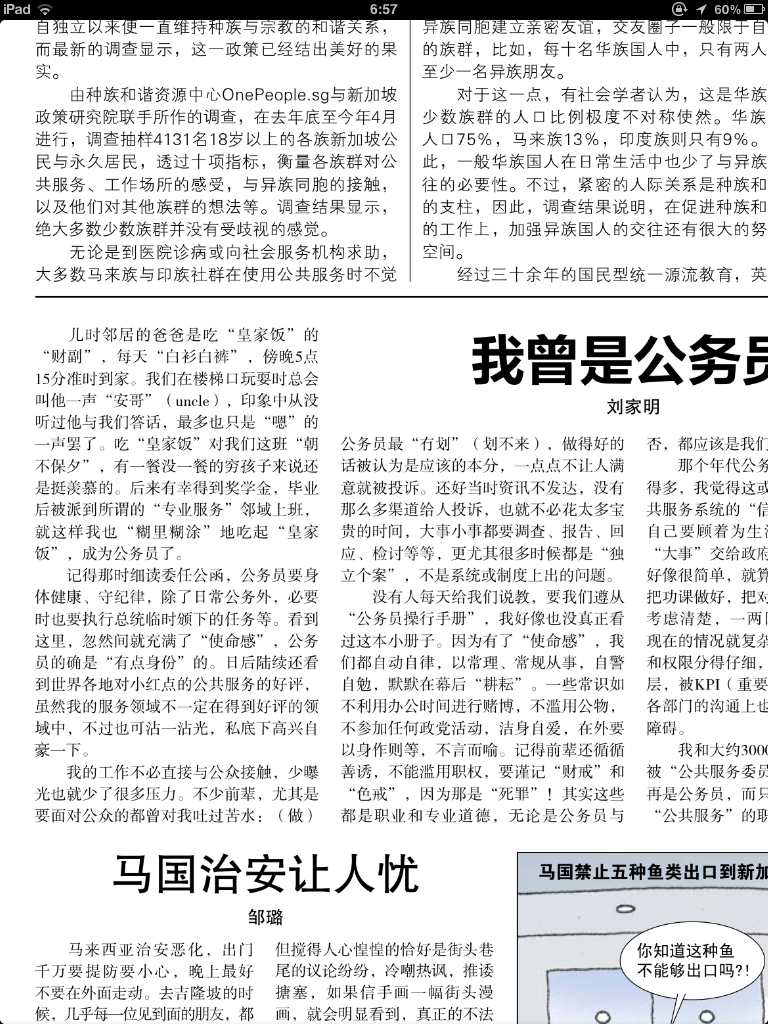 iPad
6:57
60%
自独立以来便一直维持种族与宗教的和谐关系，
而最新的调查显示，这一政策已经结出美好的果
实。
由种族和谐资源中心OnePeople.sg与新加坡
政策研究院联手所作的调查，在去年底至今年4月
进行，调查抽样4131名18岁以上的各族新加坡公
民与永久居民，透过十项指标，衡量各族群对公
共服务、工作场所的感受，与异族同胞的接触，
以及他们对其他族群的想法等。调查结果显示，
绝大多数少数族群并没有受歧视的感觉。
无论是到医院诊病或向社会服务机构求助，
大多数马来族与印族社群在使用公共服务时不觉
异族同胞建立亲密友谊，交友圈子一般限于自
的族群，比如，每十名华族国人中，只有两人
至少一名异族朋友。
对于这一点，有社会学者认为，这是华族
少数族群的人口比例极度不对称使然。华族
人口75%，马来族13%，印度族则只有9%。
此，一般华族国人在日常生活中也少了与异族
往的必要性。不过，紧密的人际关系是种族和
的支柱，因此，调查结果说明，在促进种族和
的工作上，加强异族国人的交往还有很大的努
空间。
经过三十余年的国民型统一源流教育，英
我曾是公务员
刘家明
儿时邻居的爸爸是吃“皇家饭”的
“财副”，每天“白衫白裤”，傍晚5点
15分准时到家。我们在楼梯口玩耍时总会
叫他一声“安哥”（uncle），印象中从没
听过他与我们答话，最多也只是“嗯”的
一声罢了。吃“皇家饭”对我们这班“朝
不保夕”，有一餐没一餐的穷孩子来说还
是挺羡慕的。后来有幸得到奖学金，毕业
后被派到所谓的“专业服务”邻域上班，
就这样我也“糊里糊涂”地吃起“皇家
饭”，成为公务员了。
记得那时细读委任公函，公务员要身
体健康、守纪律，除了日常公务外，必要
时也要执行总统临时颁下的任务等。看到
这里，忽然间就充满了“使命感”，公务
员的确是“有点身份”的。日后陆续还看
到世界各地对小红点的公共服务的好评，
虽然我的服务领域不一定在得到好评的领
域中，不过也可沾一沾光，私底下高兴自
豪一下。
我的工作不必直接与公众接触，少曝
光也就少了很多压力。不少前辈，尤其是
要面对公众的都曾对我吐过苦水：（做）
公务员最“冇划”（划不来），做得好的
话被认为是应该的本分，一点点不让人满
意就被投诉。还好当时资讯不发达，没有
那么多渠道给人投诉，也就不必花太多宝
贵的时间，大事小事都要调查、报告、回
应、检讨等等，更尤其很多时候都是“独
立个案”，不是系统或制度上出的问题。
没有人每天给我们说教，要我们遵从
“公务员操行手册”，我好像也没真正看
过这本小册子。因为有了“使命感”，我
们都自动自律，以常理、常规从事，自警
自勉，默默在幕后“耕耘”。一些常识如
不利用办公时间进行赌博，不滥用公物，
不参加任何政党活动，洁身自爱，在外要
以身作则等，不言而喻。记得前辈还循循
善诱，不能滥用职权，要谨记“财戒”和
“色戒”，因为那是“死罪”！其实这些
都是职业和专业道德，无论是公务员与
否，都应该是我们
那个年代公务
得多，我觉得这或
共服务系统的“信
自己要顾着为生活
“大事”交给政府
好像很简单，就算
把功课做好，把对
考虑清楚，一两
现在的情况就复杂
和权限分得仔细，
层，被KPI（重要
各部门的沟通上也
障碍。
我和大约3000
被“公共服务委员
再是公务员，而只
“公共服务”的职
马国治安让人忧
邹璐
马来西亚治安恶化，出门
千万要提防要小心，晚上最好
不要在外面走动。去吉隆坡的时
候，几乎每一位见到面的朋友，都
但搅得人心惶惶的恰好是街头巷
尾的议论纷纷，冷嘲热讽，推诿
搪塞，如果信手画一幅街头漫
画，就会明显看到，真正的不法
马国禁止五种鱼类出口到新加
你知道这种鱼
不能够出口吗?!